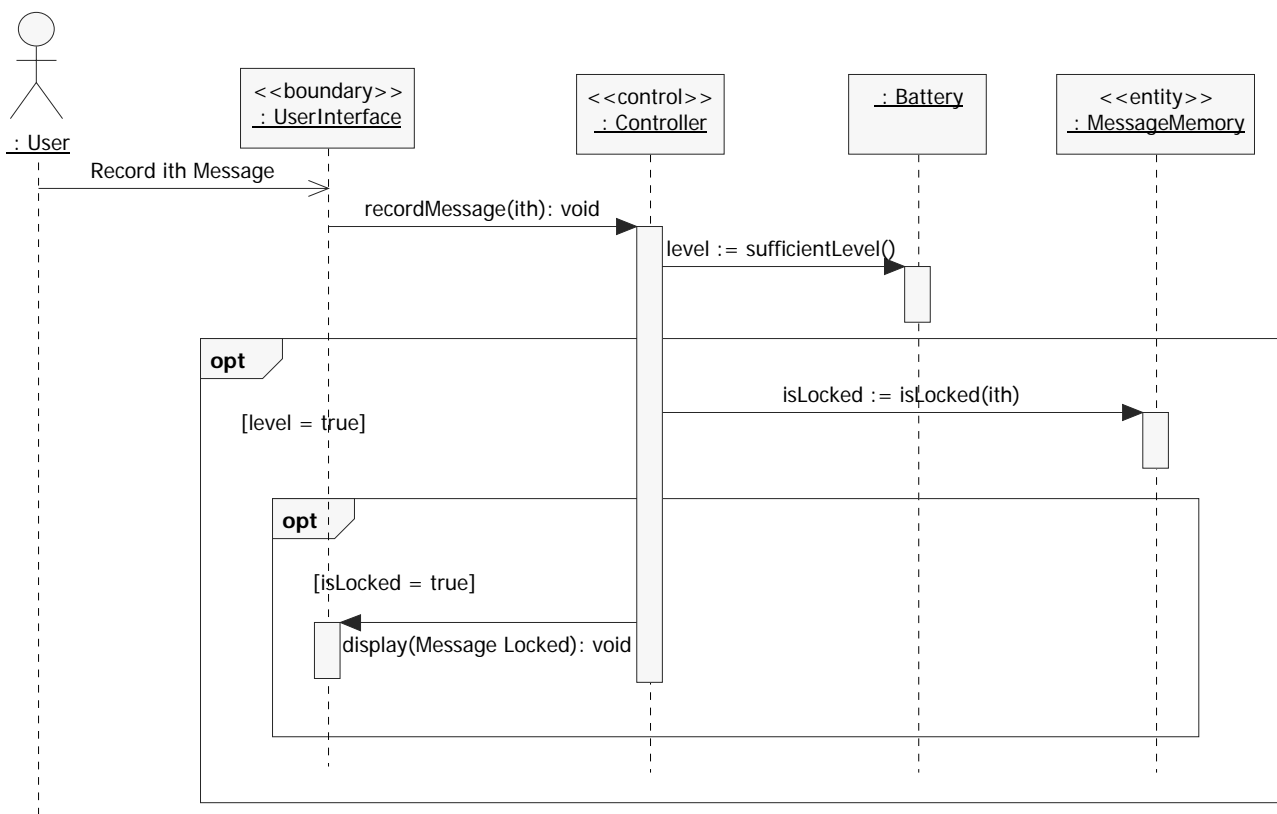 <<boundary>>
: UserInterface
<<control>>
: Controller
: Battery
<<entity>>
: MessageMemory
: User
Record ith Message
recordMessage(ith): void
level := sufficientLevel()
opt
isLocked := isLocked(ith)
[level = true]
opt
[isLocked = true]
display(Message Locked): void